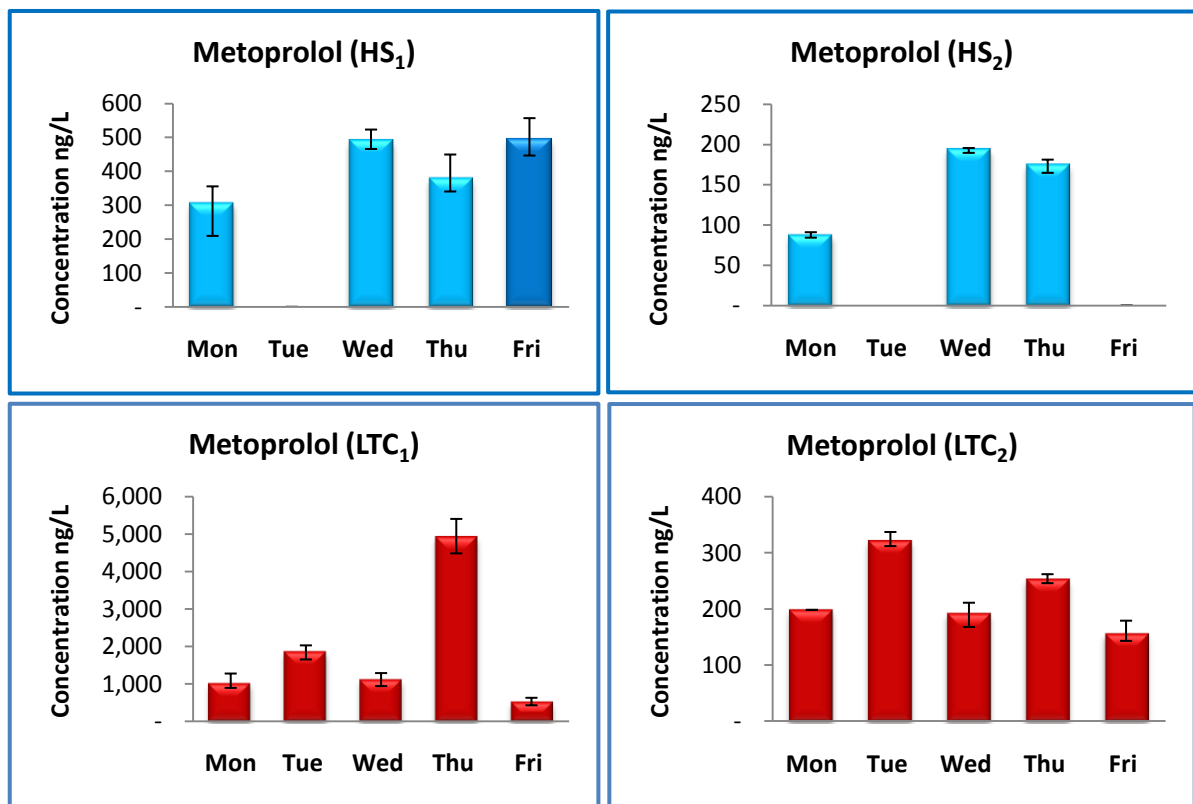 Metoprolol (HS₁)
Concentration ng/L
600
500
400
300
200
100
-
Mon Tue Wed Thu Fri
Metoprolol (HS₂)
Concentration ng/L
250
200
150
100
50
-
Mon Tue Wed Thu Fri
Metoprolol (LTC₁)
Concentration ng/L
6,000
5,000
4,000
3,000
2,000
1,000
-
Mon Tue Wed Thu Fri
Metoprolol (LTC₂)
Concentration ng/L
400
300
200
100
-
Mon Tue Wed Thu Fri